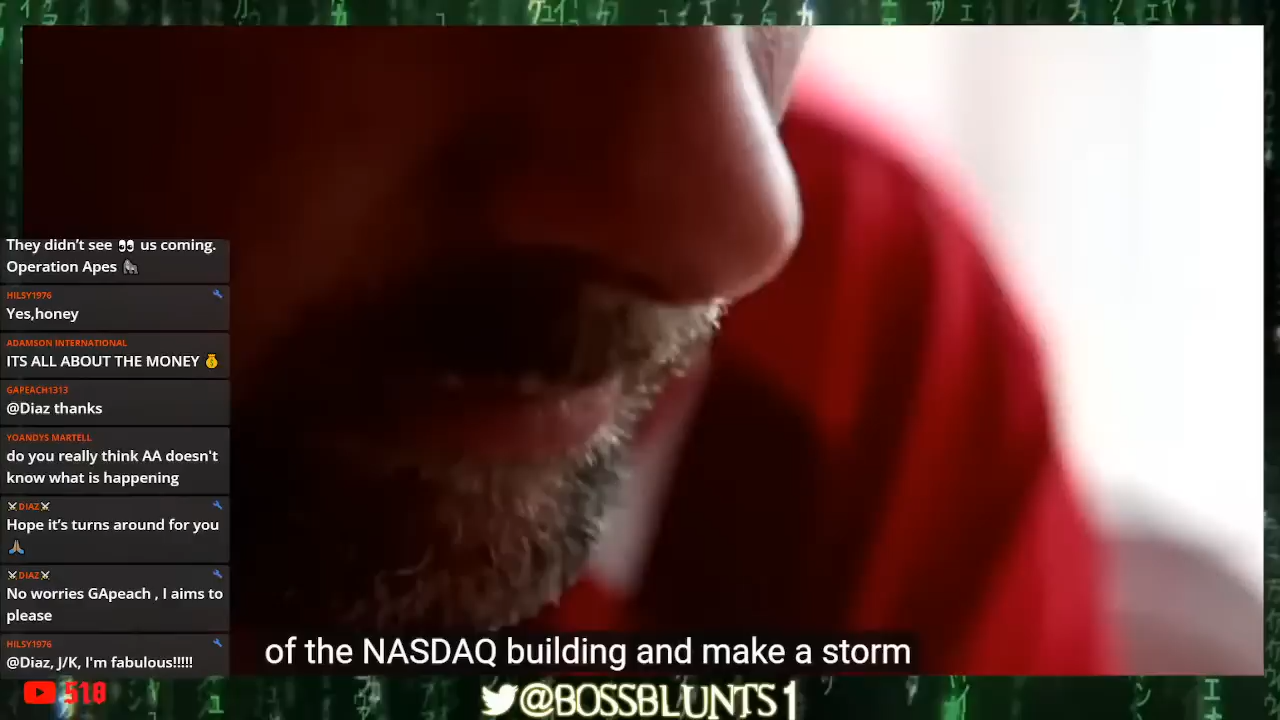 They didn't see 👀 us coming.
Operation Apes 🦍
HILSY1976
Yes,honey
ADAMSON INTERNATIONAL
ITS ALL ABOUT THE MONEY 💰
GAPEACH1313
@Diaz thanks
YOANDYS MARTELL
do you really think AA doesn't
know what is happening
⚔DIAZ⚔
Hope it's turns around for you
🙏🏽
⚔DIAZ⚔
No worries GApeach , I aims to
please
HILSY1976
@Diaz, J/K, I'm fabulous!!!!!
of the NASDAQ building and make a storm
518
@BOSSBLUNTS1